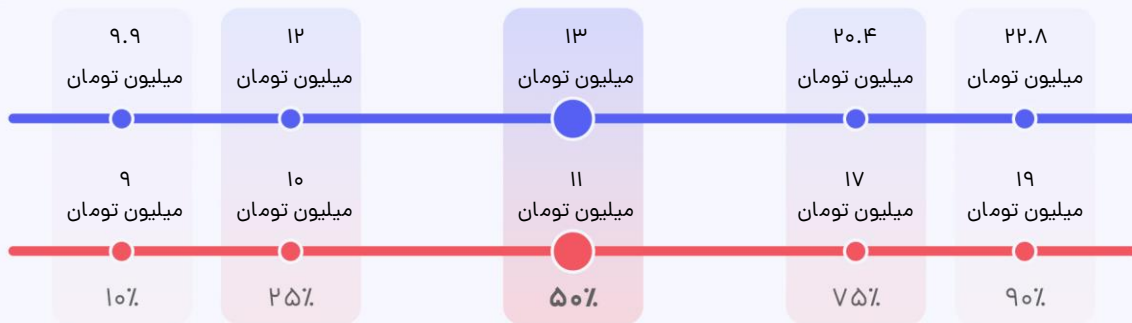 ۹.۹ ۱۲ ۱۳ ۲۰.۴ ۲۲.۸
میلیون تومان میلیون تومان میلیون تومان میلیون تومان میلیون تومان
۹ ۱۰ ۱۱ ۱۷ ۱۹
میلیون تومان میلیون تومان میلیون تومان میلیون تومان میلیون تومان
۱۰٪ ۲۵٪ ۵۰٪ ۷۵٪ ۹۰٪